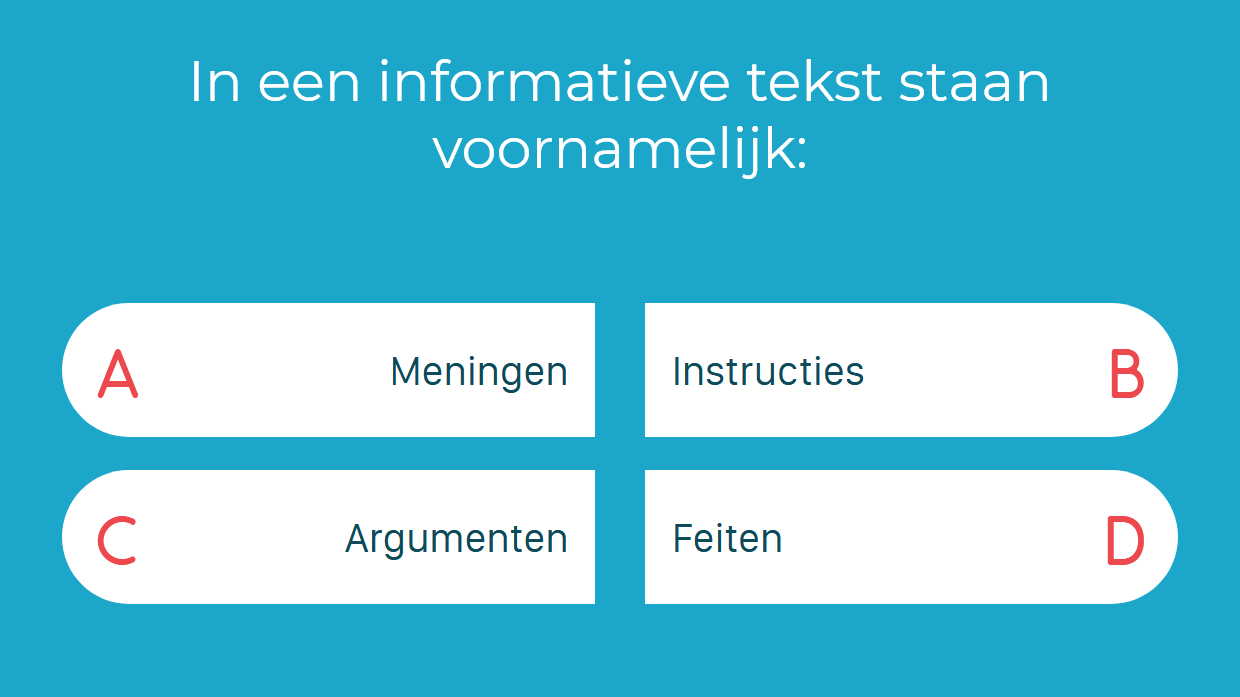 In een informatieve tekst staan
voornamelijk:
A Meningen
Instructies B
C Argumenten
Feiten D